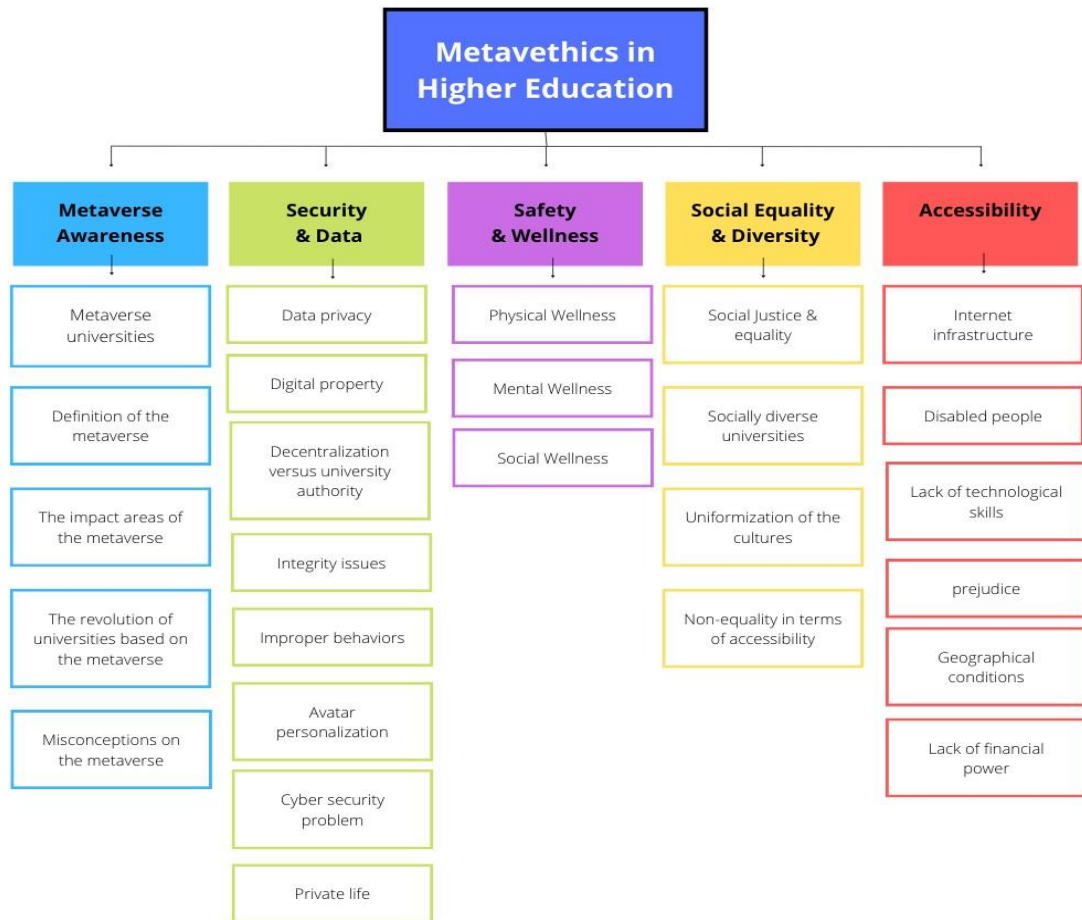 Metavethics in
Higher Education
Metaverse
Awareness
Metaverse
universities
Definition of the
metaverse
The impact areas of
the metaverse
The revolution of
universities based on
the metaverse
Misconceptions on
the metaverse
Security
& Data
Data privacy
Digital property
Decentralization
versus university
authority
Integrity issues
Improper behaviors
Avatar
personalization
Cyber security
problem
Private life
Safety
& Wellness
Physical Wellness
Mental Wellness
Social Wellness
Social Equality
& Diversity
Social Justice &
equality
Socially diverse
universities
Uniformization of the
cultures
Non-equality in terms
of accessibility
Accessibility
Internet
infrastructure
Disabled people
Lack of technological
skills
prejudice
Geographical
conditions
Lack of financial
power